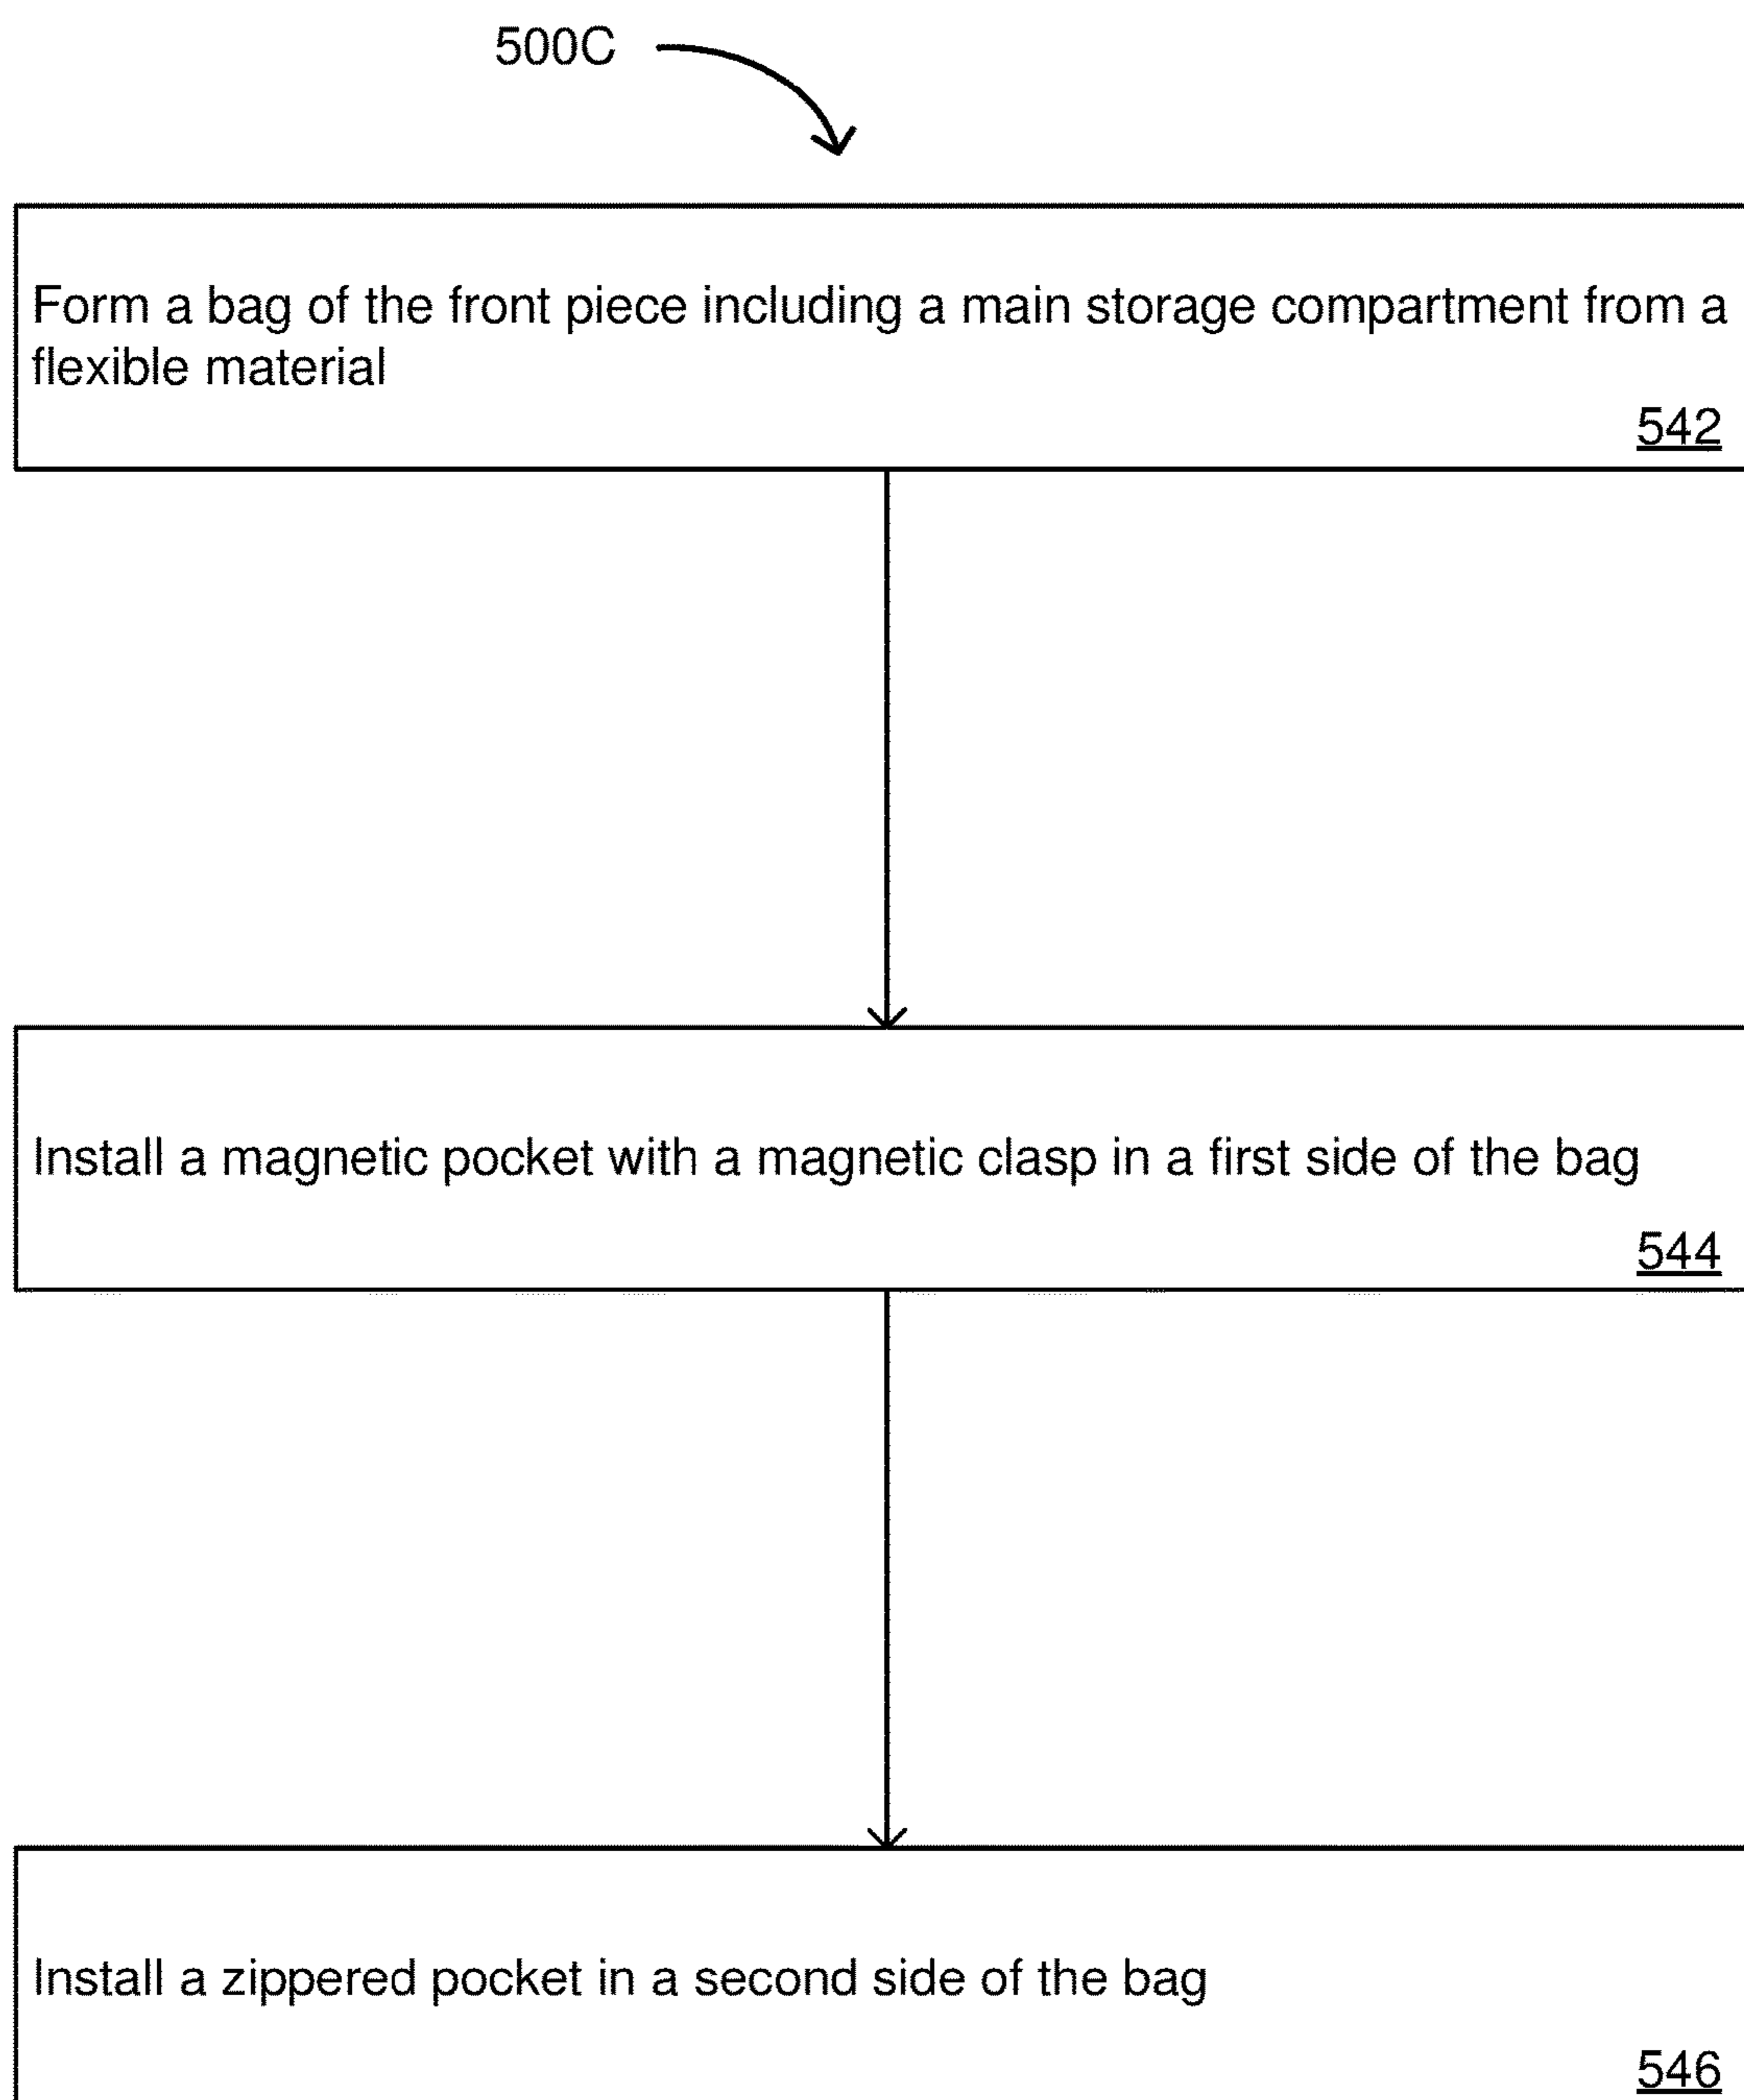 500C
Form a bag of the front piece including a main storage compartment from a
flexible material
542
Install a magnetic pocket with a magnetic clasp in a first side of the bag
544
Install a zippered pocket in a second side of the bag
546